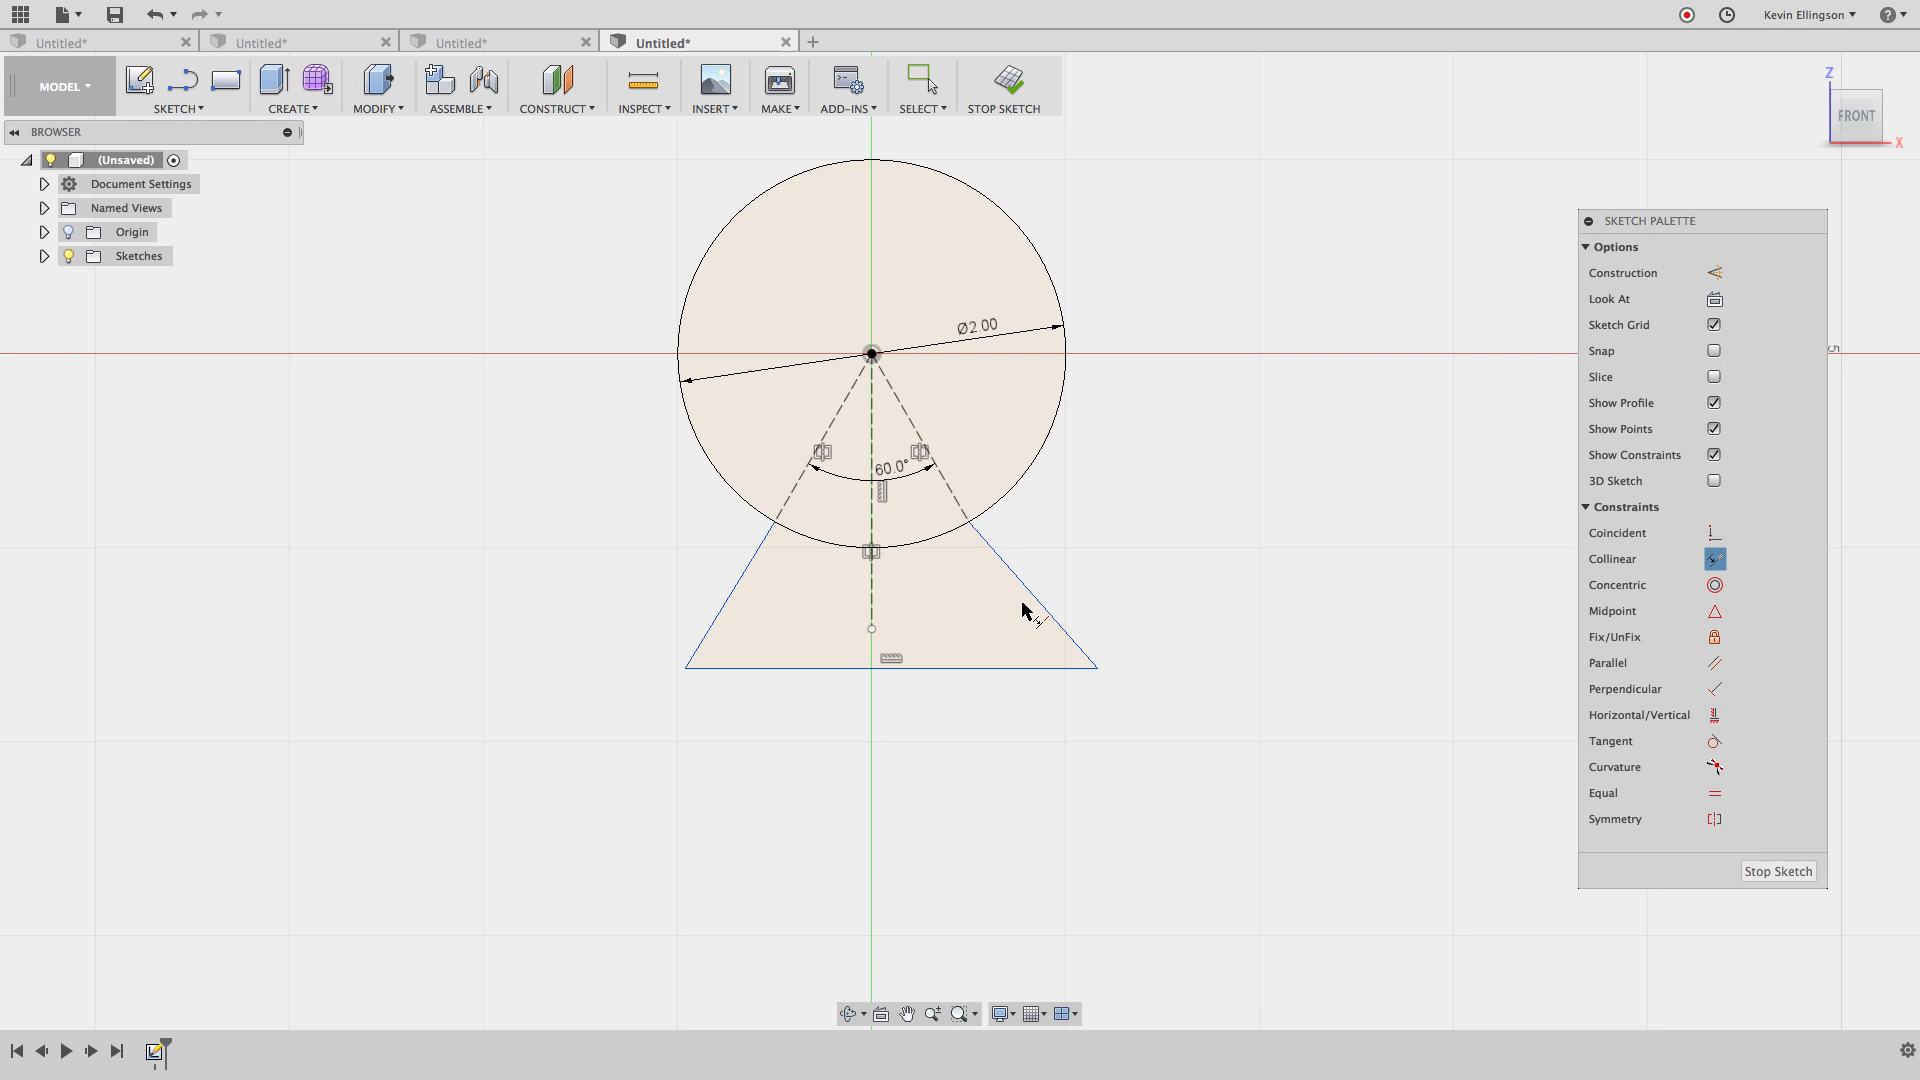 Kevin Ellingson
?
Untitled*
Untitled*
Untitled*
Untitled*
MODEL
SKETCH
CREATE
MODIFY
ASSEMBLE
CONSTRUCT
INSPECT
INSERT
MAKE
ADD-INS
SELECT
STOP SKETCH
Z
FRONT
X
BROWSER
(Unsaved)
Document Settings
Named Views
Origin
Sketches
Ø2.00
60.0°
5
SKETCH PALETTE
Options
Construction
Look At
Sketch Grid
Snap
Slice
Show Profile
Show Points
Show Constraints
3D Sketch
Constraints
Coincident
Collinear
Concentric
Midpoint
Fix/UnFix
Parallel
Perpendicular
Horizontal/Vertical
Tangent
Curvature
Equal
Symmetry
Stop Sketch